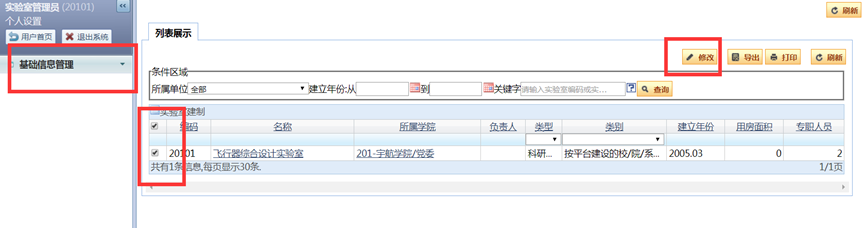 实验室管理员 (20101)
个人设置
用户首页 退出系统
基础信息管理
刷新
列表展示
修改 导出 打印 刷新
条件区域
所属单位 全部 建立年份:从 到 关键字 请输入实验室编码或实... 查询
实验室建制
编码 名称 所属学院 负责人 类型 类别 建立年份 用房面积 专职人员
20101 飞行器综合设计实验室 201-宇航学院/党委 科研... 按平台建设的校/院/系... 2005.03 0 2
共有1条信息,每页显示30条. 1/1页